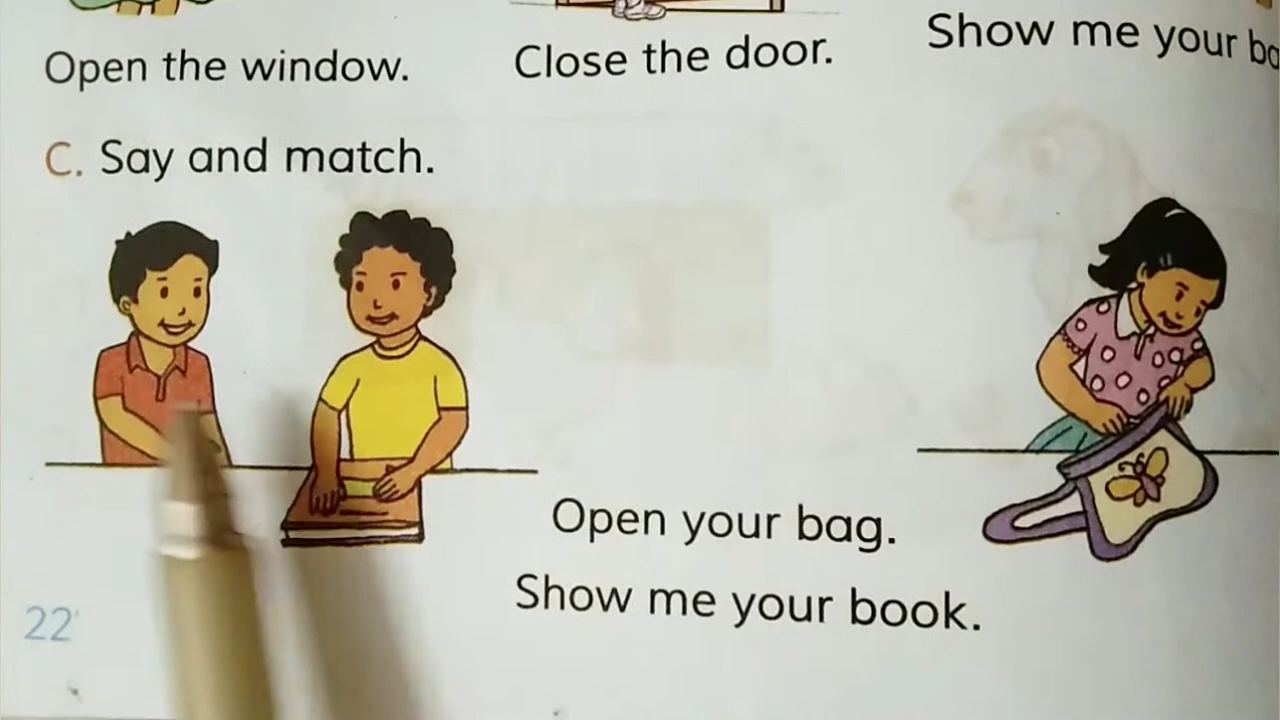 Open the window.
Close the door.
Show me your
C. Say and match.
Open your bag.
Show me your book.
22